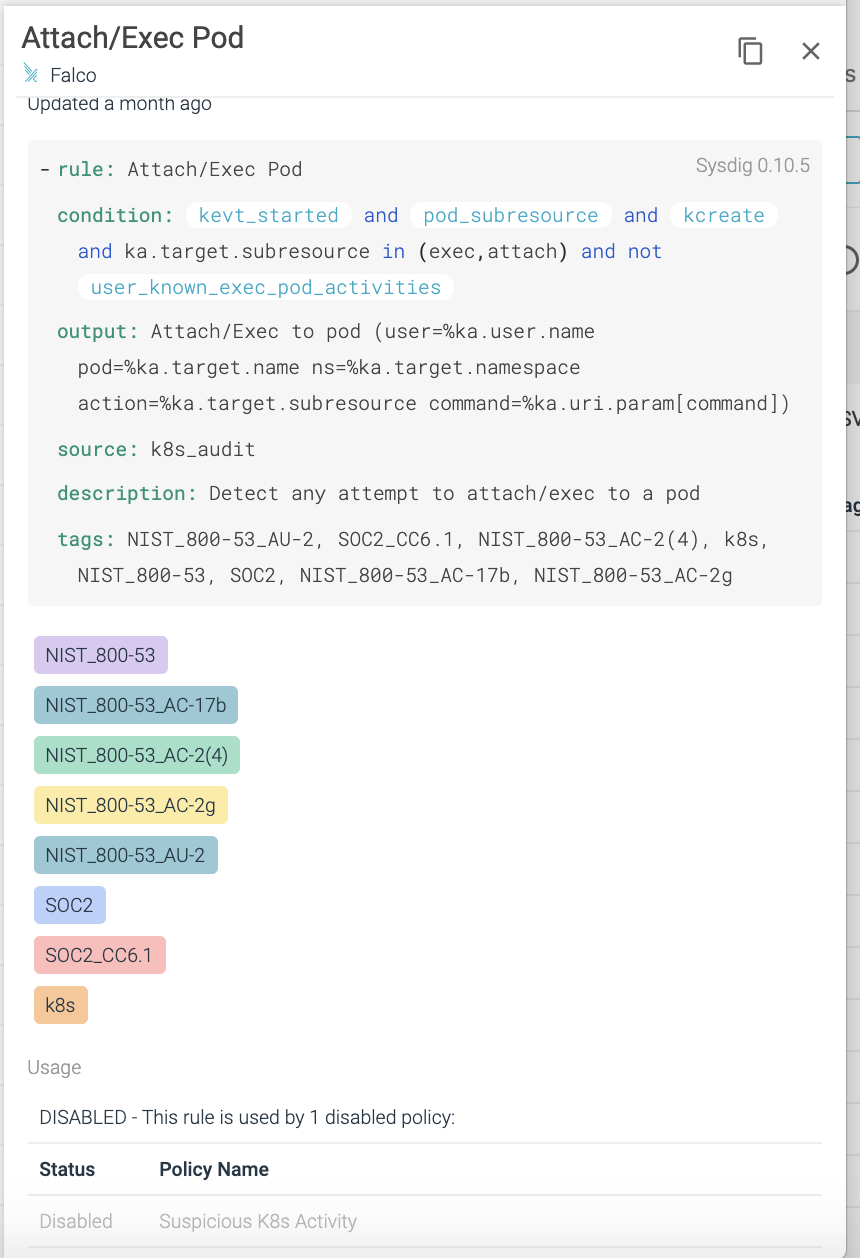 Attach/Exec Pod
Falco
Updated a month ago
- rule: Attach/Exec Pod
Sysdig 0.10.5
condition: kevt_started and pod_subresource and kcreate
and ka.target.subresource in (exec,attach) and not
user_known_exec_pod_activities
output: Attach/Exec to pod (user=%ka.user.name
pod=%ka.target.name ns=%ka.target.namespace
action=%ka.target.subresource command=%ka.uri.param[command])
source: k8s_audit
description: Detect any attempt to attach/exec to a pod
tags: NIST_800-53_AU-2, SOC2_CC6.1, NIST_800-53_AC-2(4), k8s,
NIST_800-53, SOC2, NIST_800-53_AC-17b, NIST_800-53_AC-2g
NIST_800-53
NIST_800-53_AC-17b
NIST_800-53_AC-2(4)
NIST_800-53_AC-2g
NIST_800-53_AU-2
SOC2
SOC2_CC6.1
k8s
Usage
DISABLED - This rule is used by 1 disabled policy:
Status Policy Name
Disabled Suspicious K8s Activity